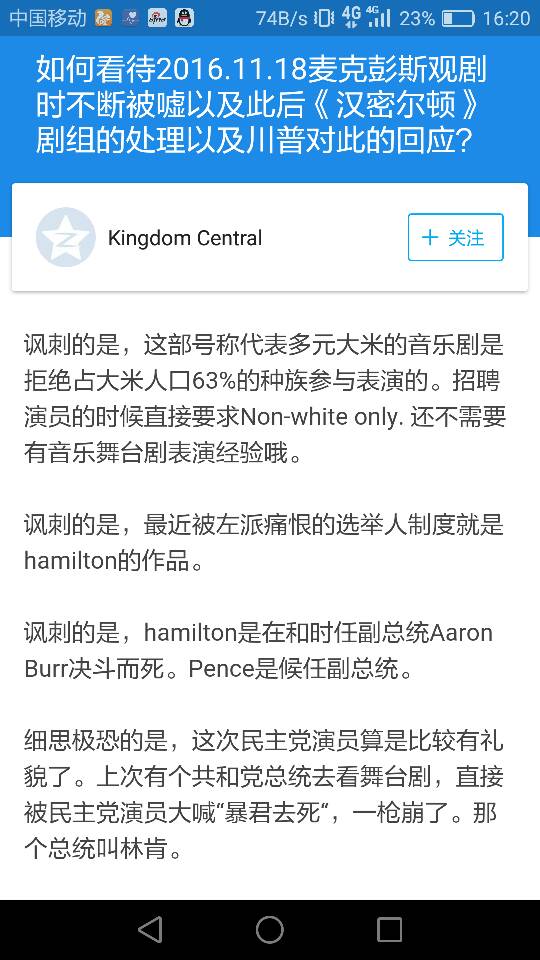 中国移动 74B/s 4G 4G 23% 16:20
如何看待2016.11.18麦克彭斯观剧
时不断被嘘以及此后《汉密尔顿》
剧组的处理以及川普对此的回应?
Kingdom Central
+ 关注
讽刺的是，这部号称代表多元大米的音乐剧是
拒绝占大米人口63%的种族参与表演的。招聘
演员的时候直接要求Non-white only. 还不需要
有音乐舞台剧表演经验哦。
讽刺的是，最近被左派痛恨的选举人制度就是
hamilton的作品。
讽刺的是，hamilton是在和时任副总统Aaron
Burr决斗而死。Pence是候任副总统。
细思极恐的是，这次民主党演员算是比较有礼
貌了。上次有个共和党总统去看舞台剧，直接
被民主党演员大喊“暴君去死“，一枪崩了。那
个总统叫林肯。